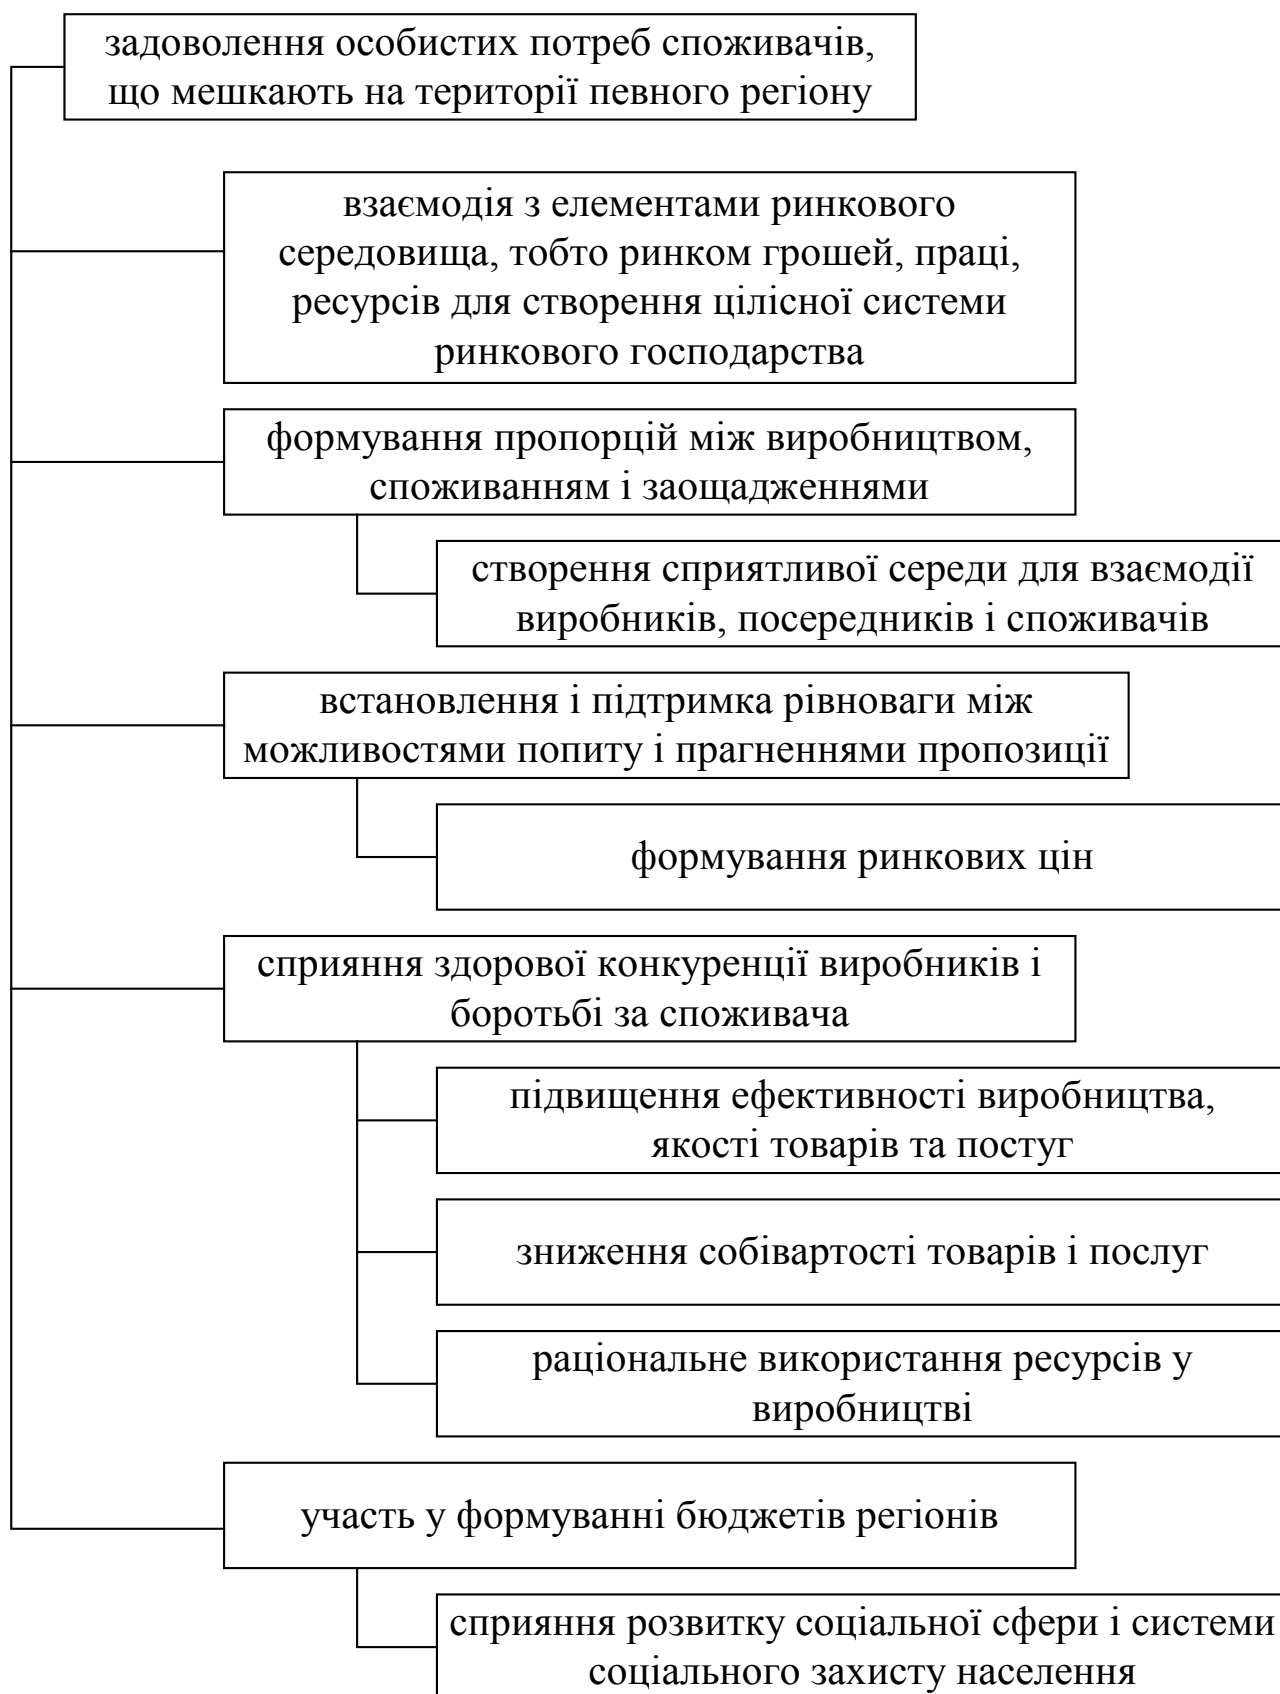 задоволення особистих потреб споживачів,
що мешкають на території певного регіону
взаємодія з елементами ринкового
середовища, тобто ринком грошей, праці,
ресурсів для створення цілісної системи
ринкового господарства
формування пропорцій між виробництвом,
споживанням і заощадженнями
створення сприятливої середи для взаємодії
виробників, посередників і споживачів
встановлення і підтримка рівноваги між
можливостями попиту і прагненнями пропозиції
формування ринкових цін
сприяння здорової конкуренції виробників і
боротьбі за споживача
підвищення ефективності виробництва,
якості товарів та постуг
зниження собівартості товарів і послуг
раціональне використання ресурсів у
виробництві
участь у формуванні бюджетів регіонів
сприяння розвитку соціальної сфери і системи
соціального захисту населення